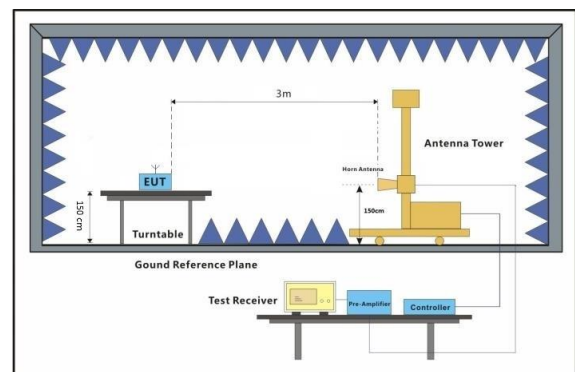 3m
Antenna Tower
Horn Antenna
EUT
150 cm
150cm
Turntable
Gound Reference Plane
Test Receiver
Pre-Amplifier
Controller